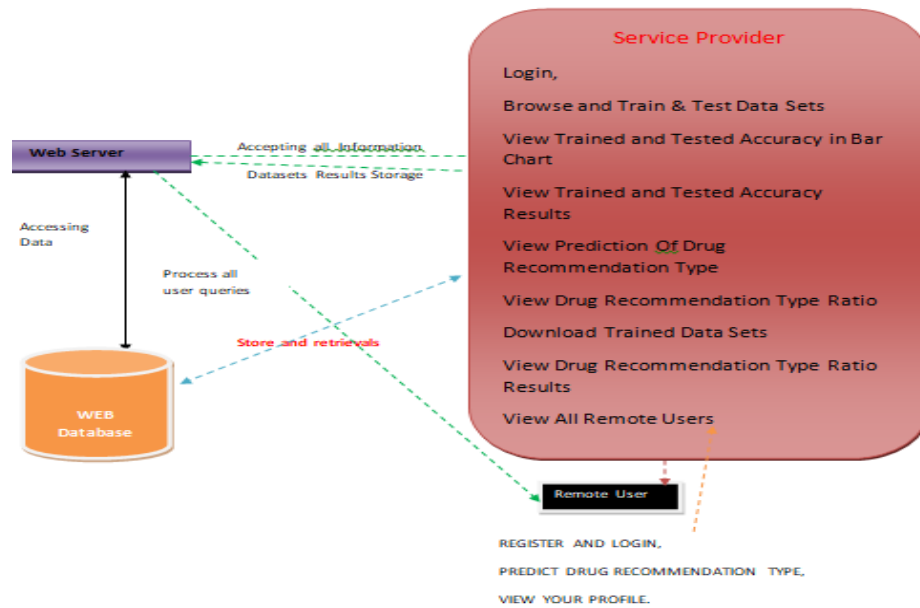 Service Provider
Login,
Browse and Train & Test Data Sets
View Trained and Tested Accuracy in Bar
Chart
View Trained and Tested Accuracy
Results
View Prediction Of Drug
Recommendation Type
View Drug Recommendation Type Ratio
Download Trained Data Sets
View Drug Recommendation Type Ratio
Results
View All Remote Users
Web Server
Accepting all Information
Datasets Results Storage
Accessing
Data
Process all
user queries
Store and retrievals
WEB
Database
Remote User
REGISTER AND LOGIN,
PREDICT DRUG RECOMMENDATION TYPE,
VIEW YOUR PROFILE.